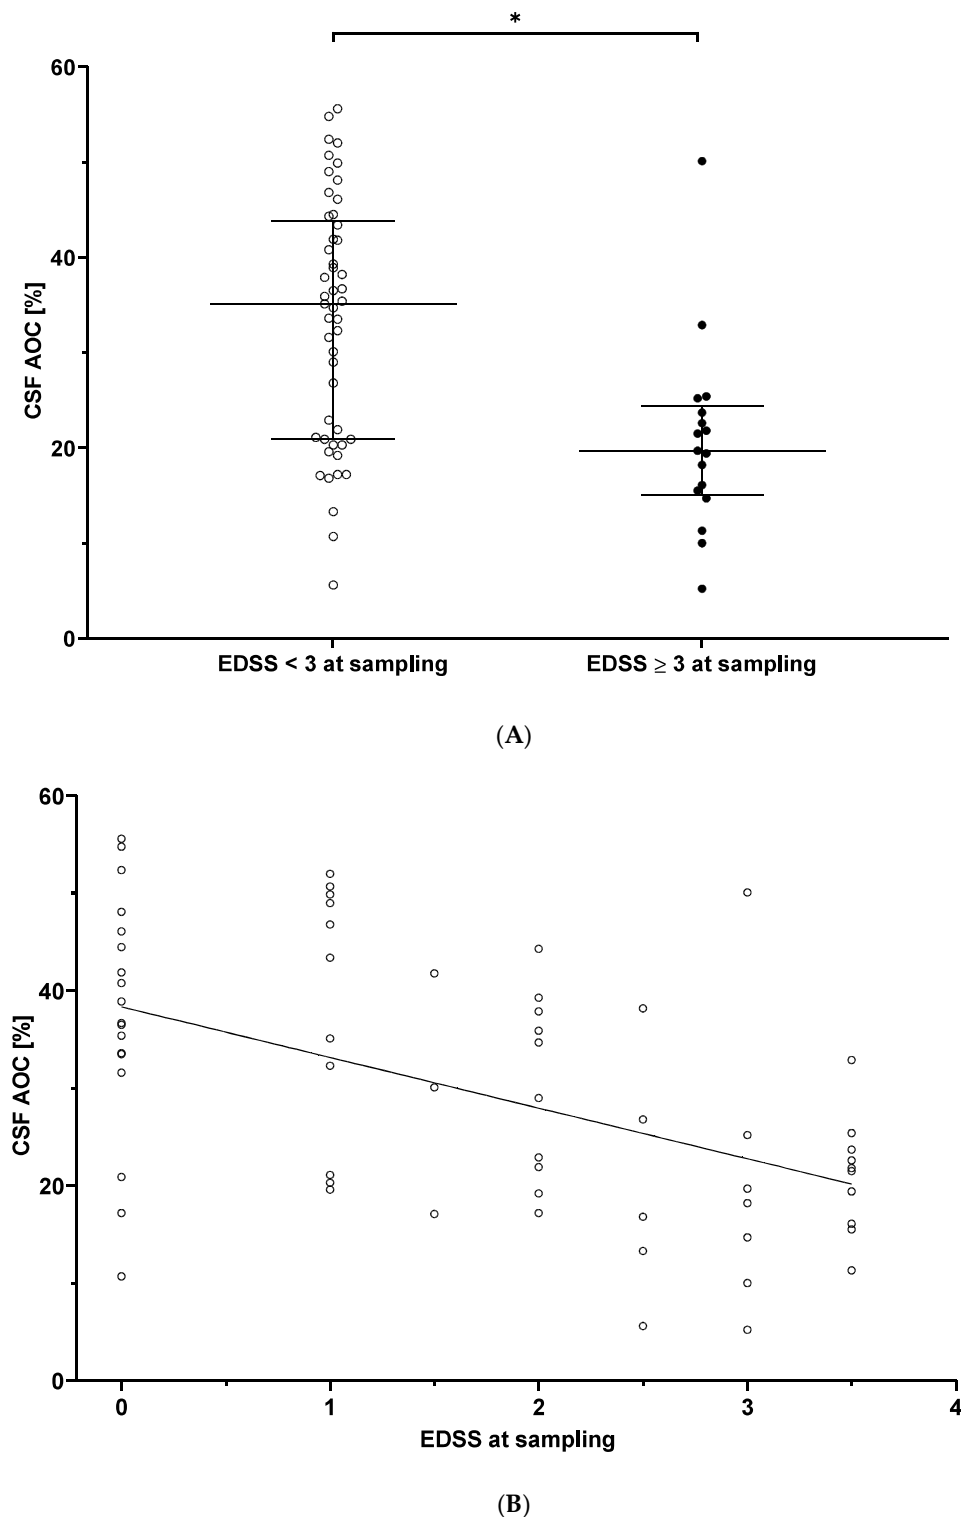 *
60
40
20
0
CSF AOC [%]
EDSS < 3 at sampling
EDSS ≥ 3 at sampling
(A)
60
40
20
0
CSF AOC [%]
0 1 2 3 4
EDSS at sampling
(B)